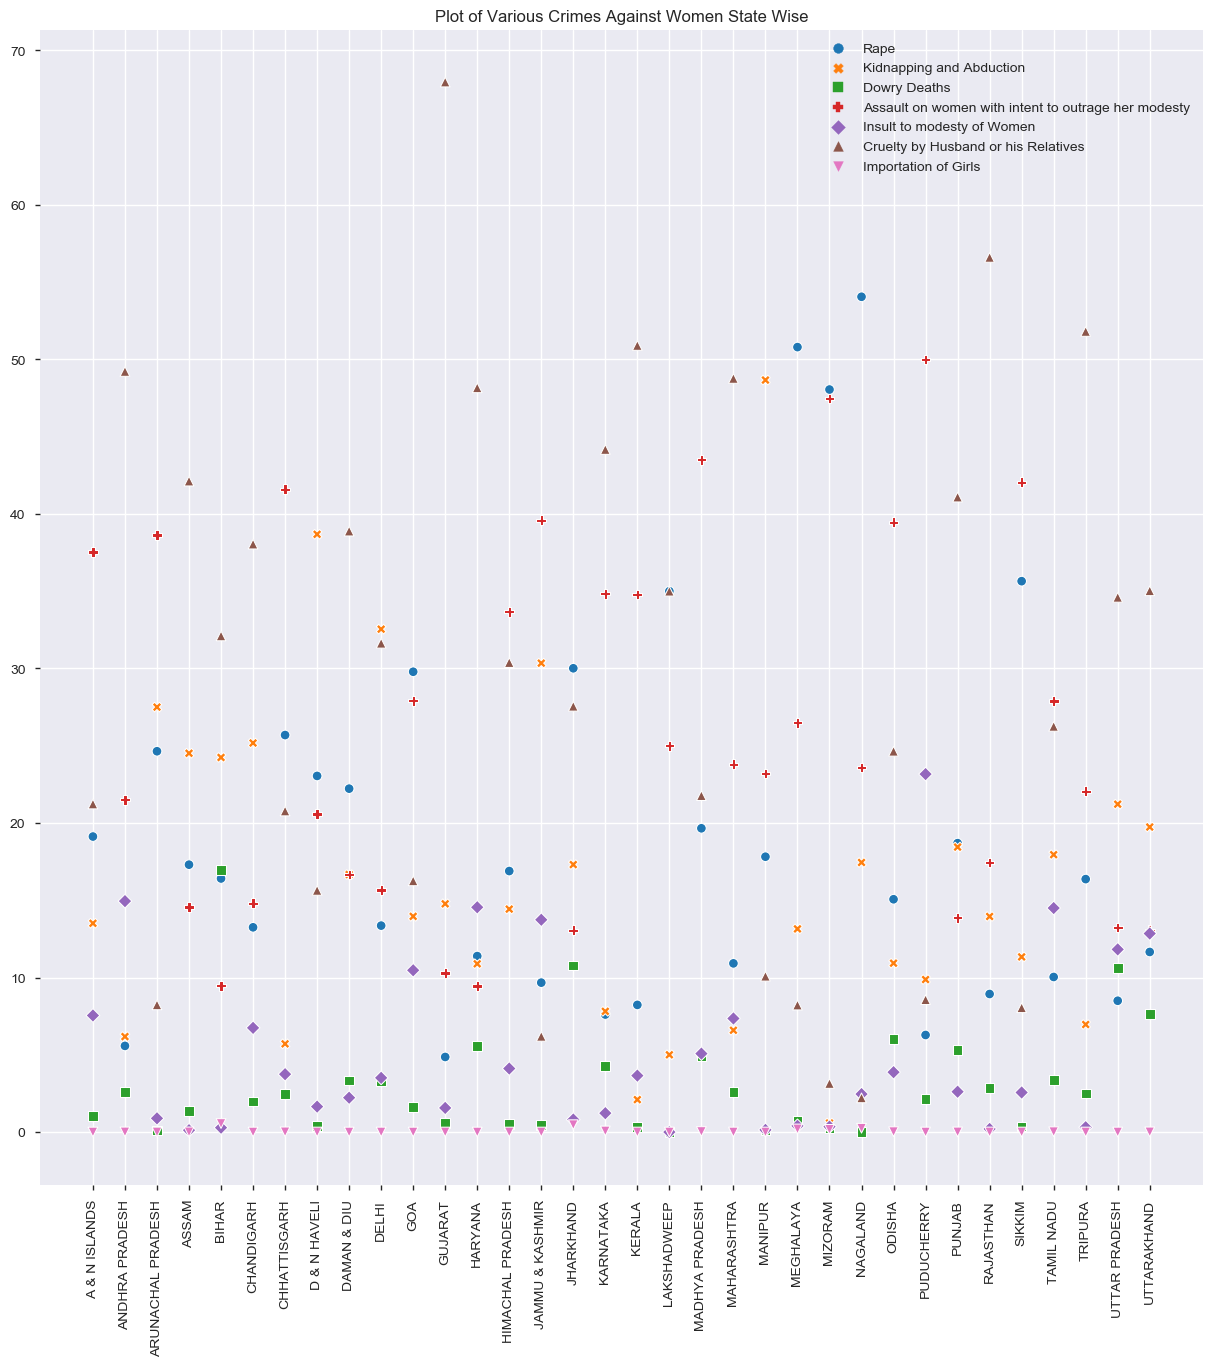 Plot of Various Crimes Against Women State Wise
Rape
Kidnapping and Abduction
Dowry Deaths
Assault on women with intent to outrage her modesty
Insult to modesty of Women
Cruelty by Husband or his Relatives
Importation of Girls
70
60
50
40
30
20
10
0
A & N ISLANDS
ANDHRA PRADESH
ARUNACHAL PRADESH
ASSAM
BIHAR
CHANDIGARH
CHHATTISGARH
D & N HAVELI
DAMAN & DIU
DELHI
GOA
GUJARAT
HARYANA
HIMACHAL PRADESH
JAMMU & KASHMIR
JHARKHAND
KARNATAKA
KERALA
LAKSHADWEEP
MADHYA PRADESH
MAHARASHTRA
MANIPUR
MEGHALAYA
MIZORAM
NAGALAND
ODISHA
PUDUCHERRY
PUNJAB
RAJASTHAN
SIKKIM
TAMIL NADU
TRIPURA
UTTAR PRADESH
UTTARAKHAND